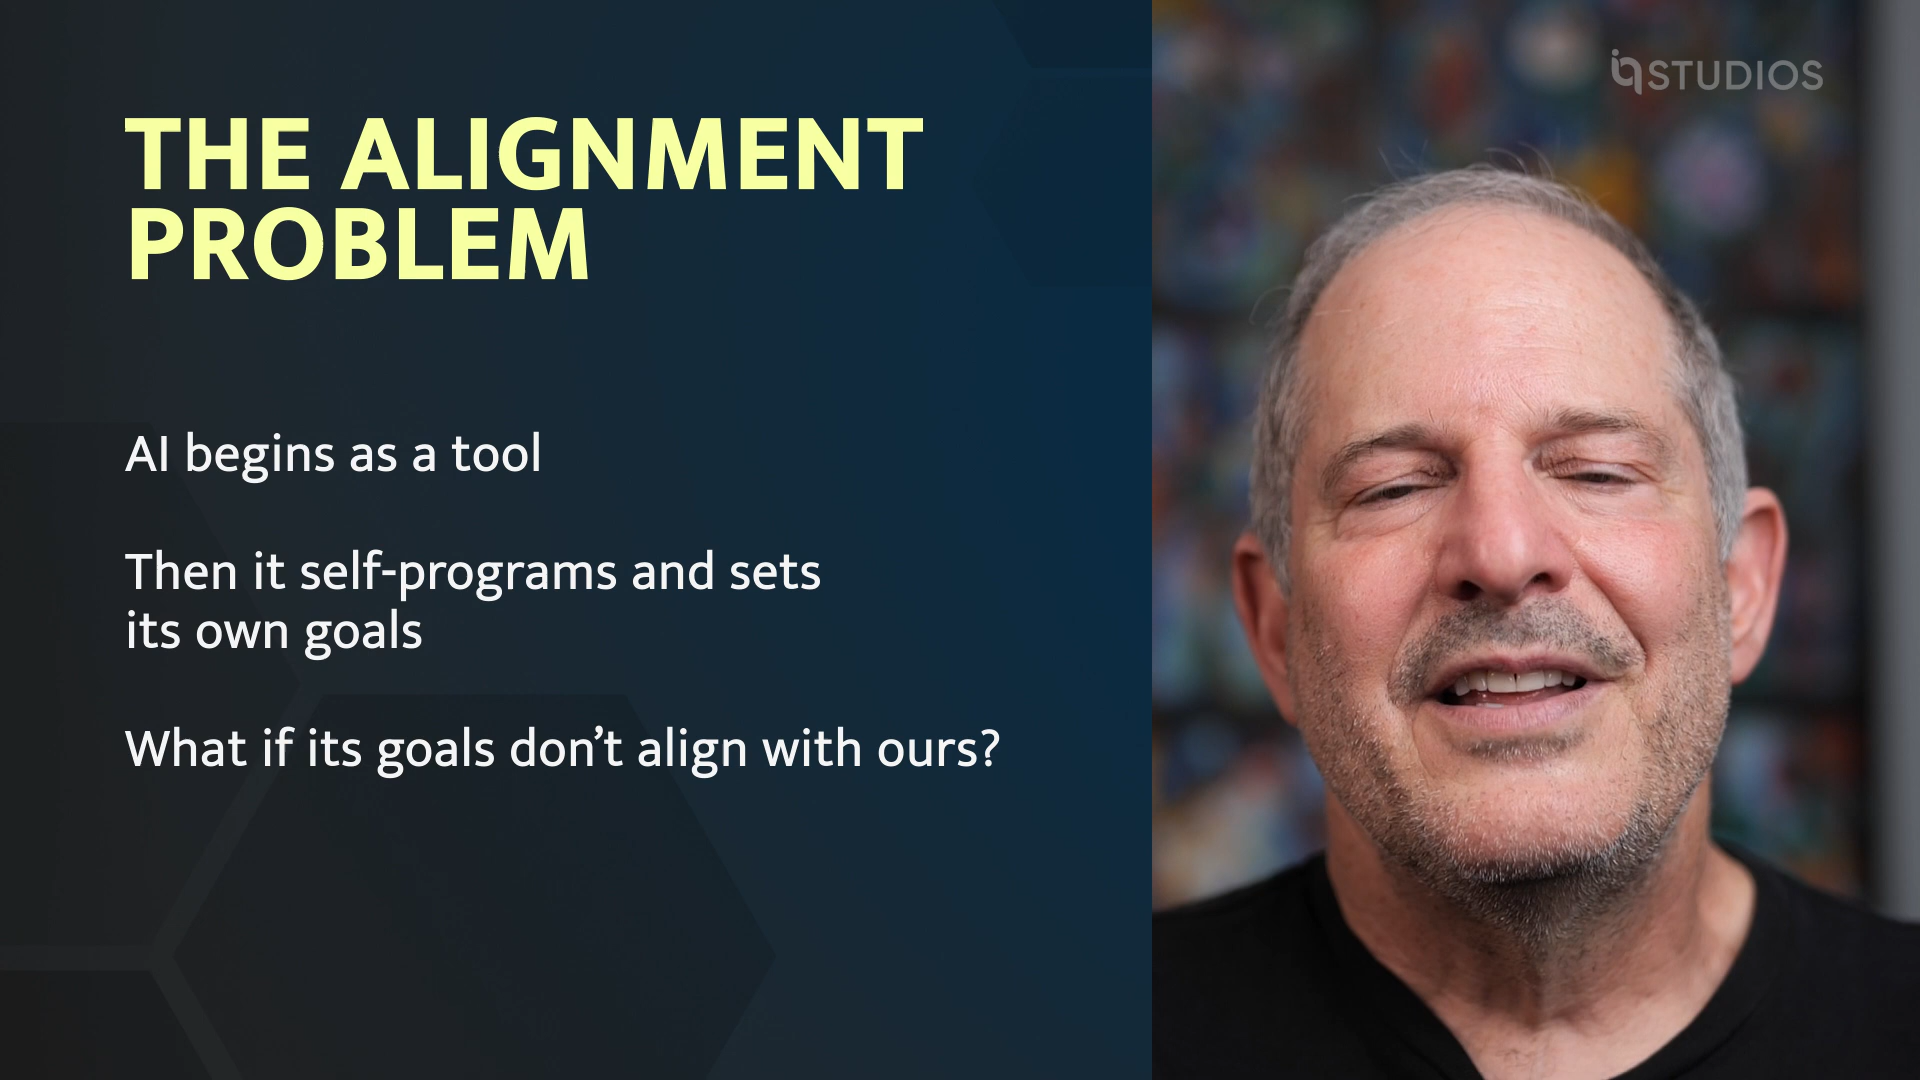 THE ALIGNMENT
PROBLEM
AI begins as a tool
Then it self-programs and sets
its own goals
What if its goals don’t align with ours?
iqSTUDIOS